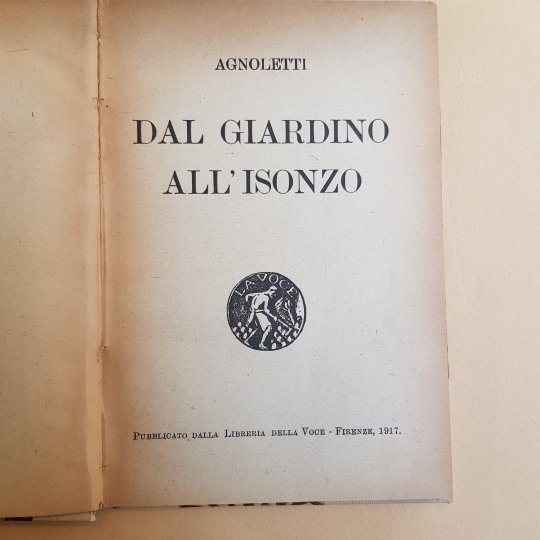 AGNOLETTI
DAL GIARDINO
ALL'ISONZO
LA VOCE
PUBBLICATO DALLA LIBRERIA DELLA VOCE - FIRENZE, 1917.